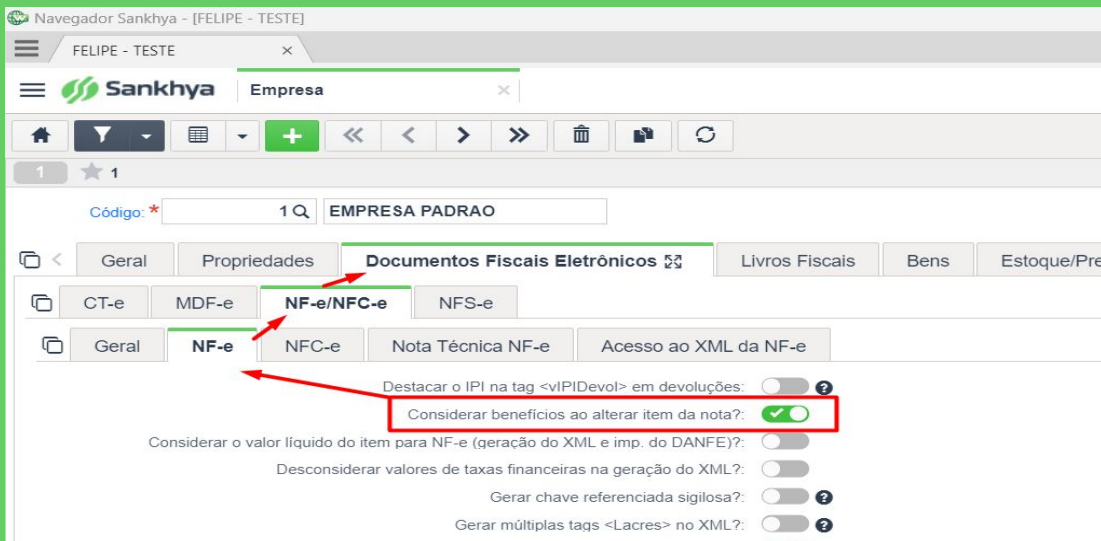 Navegador Sankhya - [FELIPE - TESTE]
FELIPE - TESTE ×
Sankhya Empresa ×
1 1
Código: * 1 EMPRESA PADRAO
Geral Propriedades Documentos Fiscais Eletrônicos Livros Fiscais Bens Estoque/Pre
CT-e MDF-e NF-e/NFC-e NFS-e
Geral NF-e NFC-e Nota Técnica NF-e Acesso ao XML da NF-e
Destacar o IPI na tag <vIPIDevol> em devoluções: ?
Considerar benefícios ao alterar item da nota?:
Considerar o valor líquido do item para NF-e (geração do XML e imp. do DANFE)?:
Desconsiderar valores de taxas financeiras na geração do XML?:
Gerar chave referenciada sigilosa?: ?
Gerar múltiplas tags <Lacres> no XML?: ?